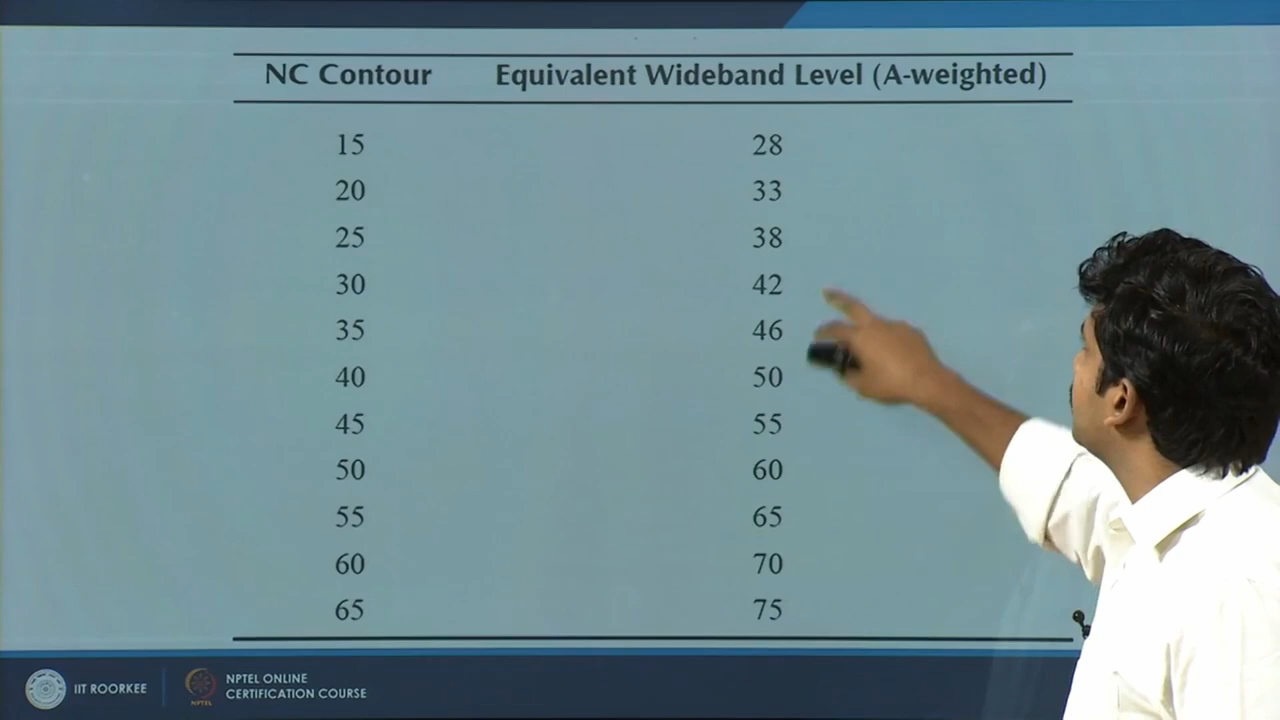 NC Contour Equivalent Wideband Level (A-weighted)
15 28
20 33
25 38
30 42
35 46
40 50
45 55
50 60
55 65
60 70
65 75
IIT ROORKEE
NPTEL
NPTEL ONLINE
CERTIFICATION COURSE